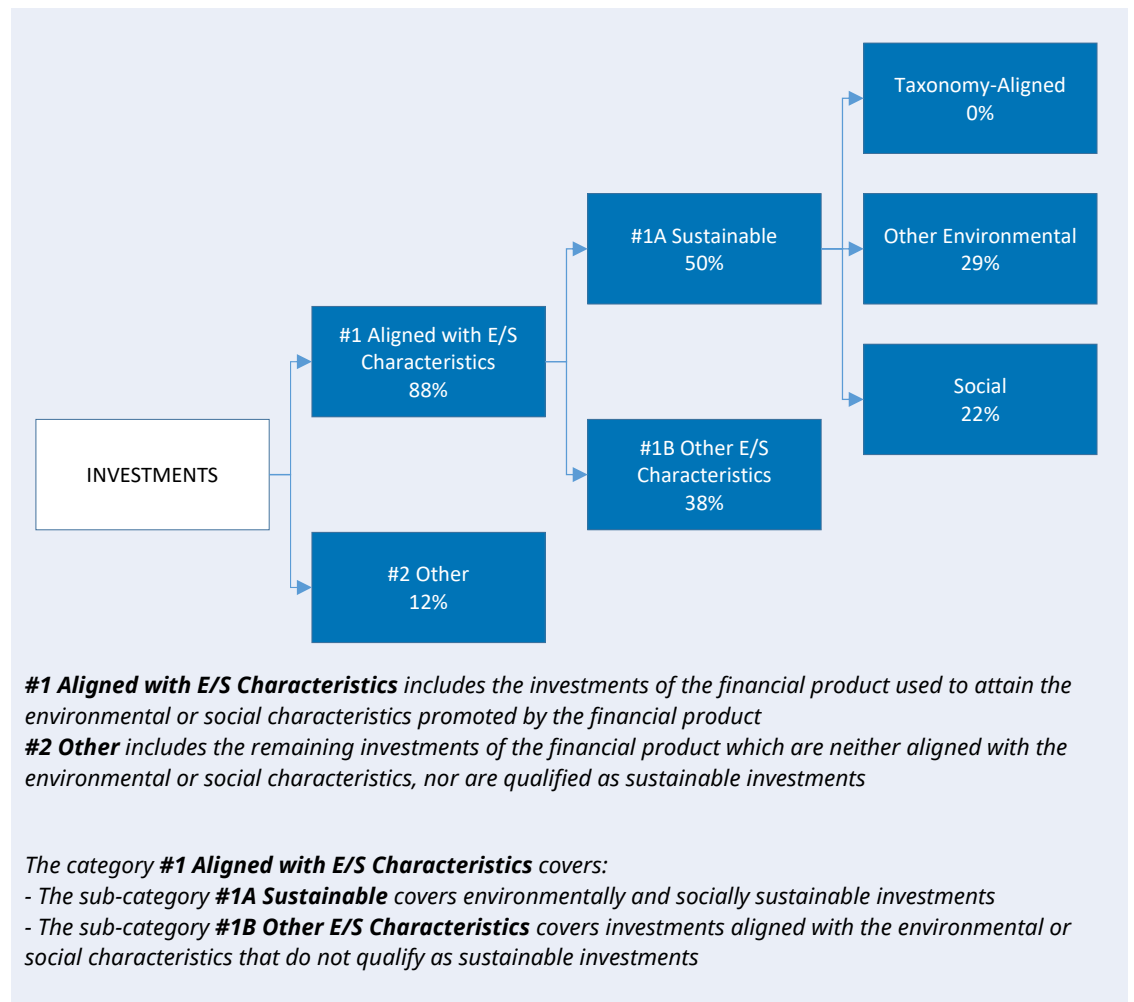 Taxonomy-Aligned
0%
#1A Sustainable
50%
Other Environmental
29%
#1 Aligned with E/S
Characteristics
88%
Social
22%
INVESTMENTS
#1B Other E/S
Characteristics
38%
#2 Other
12%
#1 Aligned with E/S Characteristics includes the investments of the financial product used to attain the
environmental or social characteristics promoted by the financial product
#2 Other includes the remaining investments of the financial product which are neither aligned with the
environmental or social characteristics, nor are qualified as sustainable investments
The category #1 Aligned with E/S Characteristics covers:
- The sub-category #1A Sustainable covers environmentally and socially sustainable investments
- The sub-category #1B Other E/S Characteristics covers investments aligned with the environmental or
social characteristics that do not qualify as sustainable investments